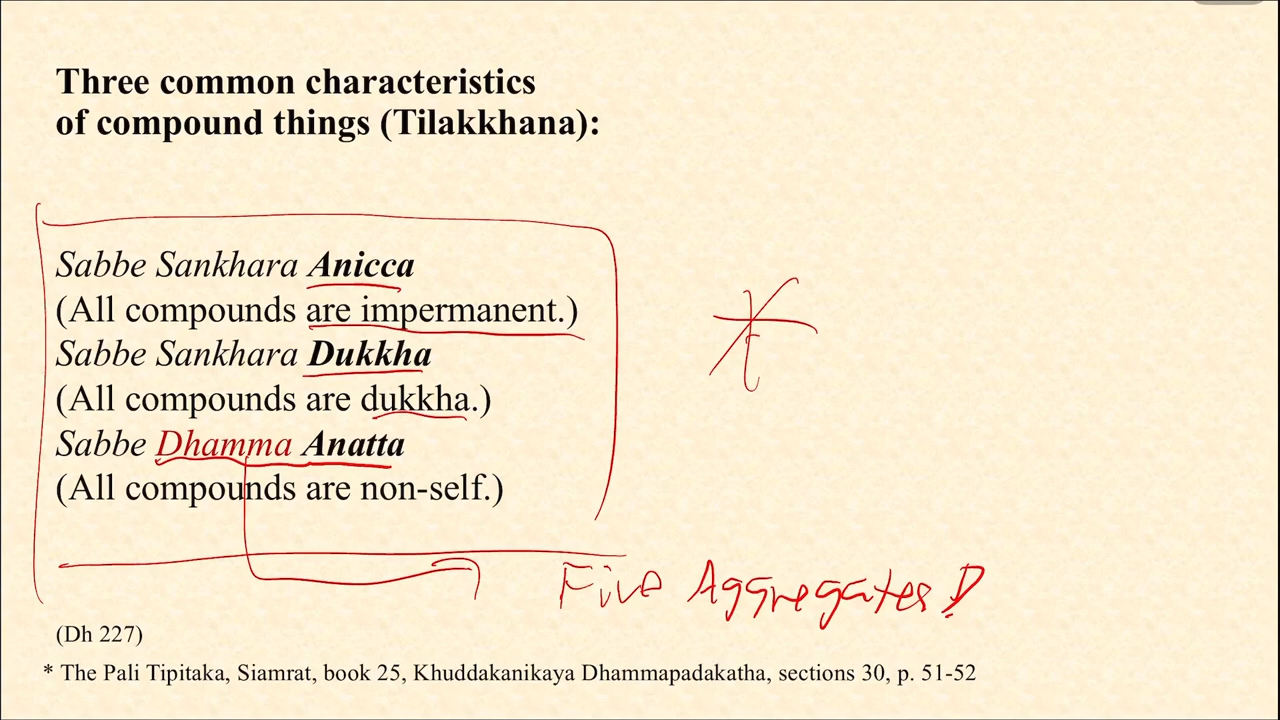 Three common characteristics
of compound things (Tilakkhana):
Sabbe Sankhara Anicca
(All compounds are impermanent.)
Sabbe Sankhara Dukkha
(All compounds are dukkha.)
Sabbe Dhamma Anatta
(All compounds are non-self.)
Five Aggregates
(Dh 227)
* The Pali Tipitaka, Siamrat, book 25, Khuddakanikaya Dhammapadakatha, sections 30, p. 51-52